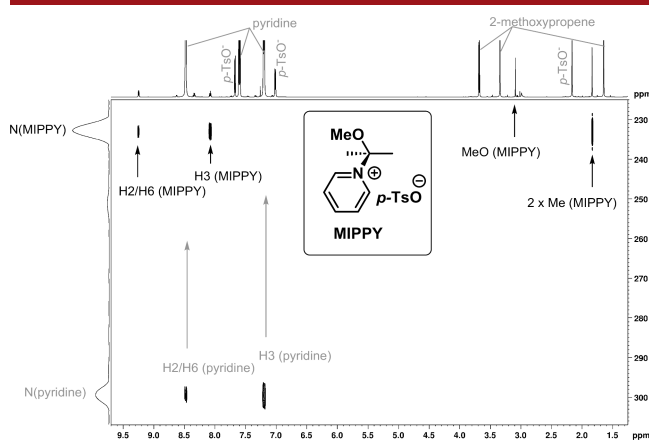 pyridine
2-methoxypropene
p-TsO-
p-TsO-
p-TsO-
ppm
N(MIPPY)
H2/H6 (MIPPY)
H3 (MIPPY)
MeO
N
+
p-TsO-
MIPPY
MeO (MIPPY)
2 x Me (MIPPY)
H2/H6 (pyridine)
H3 (pyridine)
N(pyridine)
230
240
250
260
270
280
290
300
9.5 9.0 8.5 8.0 7.5 7.0 6.5 6.0 5.5 5.0 4.5 4.0 3.5 3.0 2.5 2.0 1.5 ppm